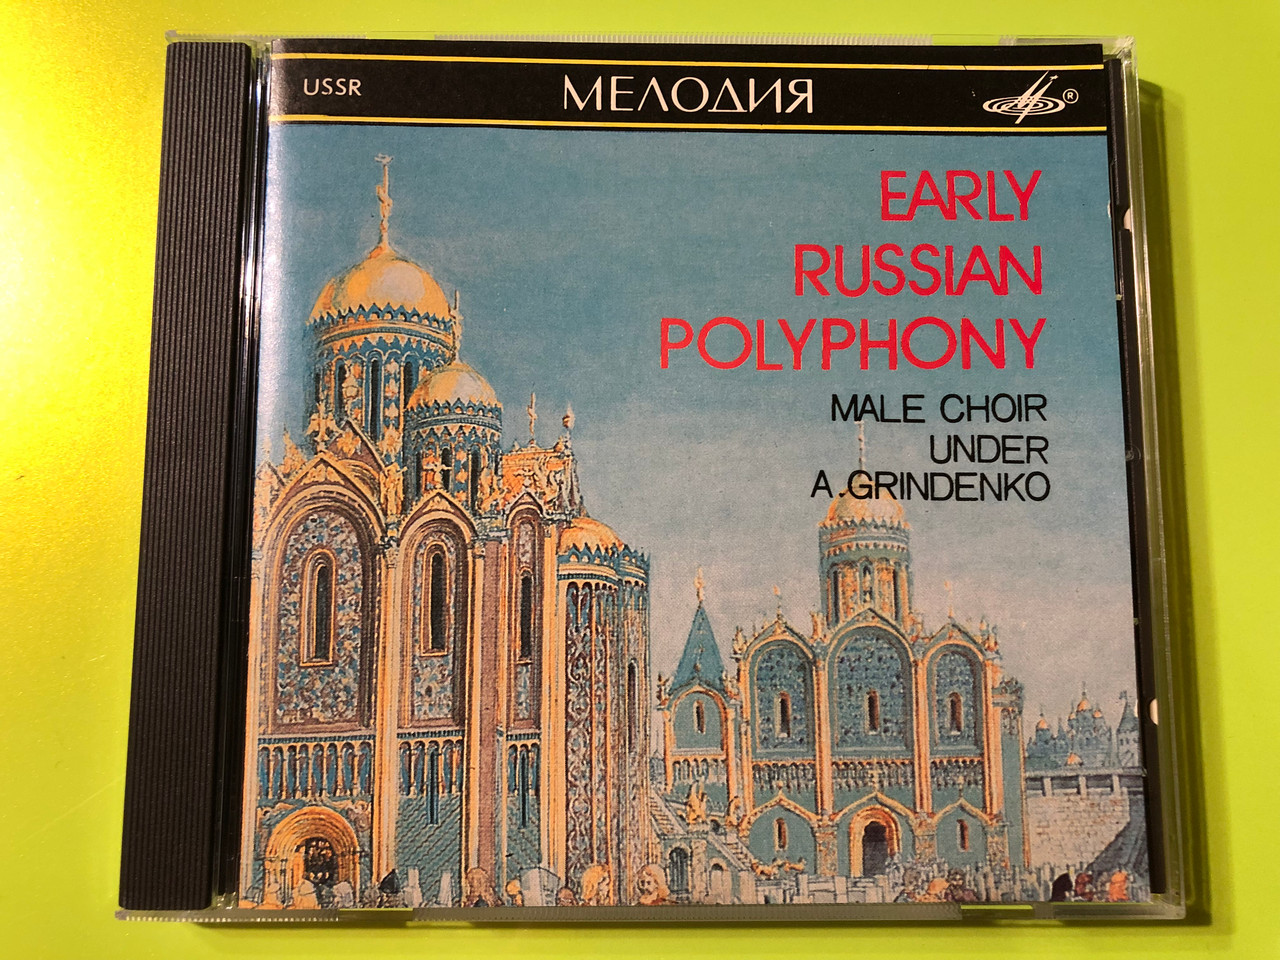 USSR
МЕЛОДИЯ
®
EARLY
RUSSIAN
POLYPHONY
MALE CHOIR
UNDER
A.GRINDENKO